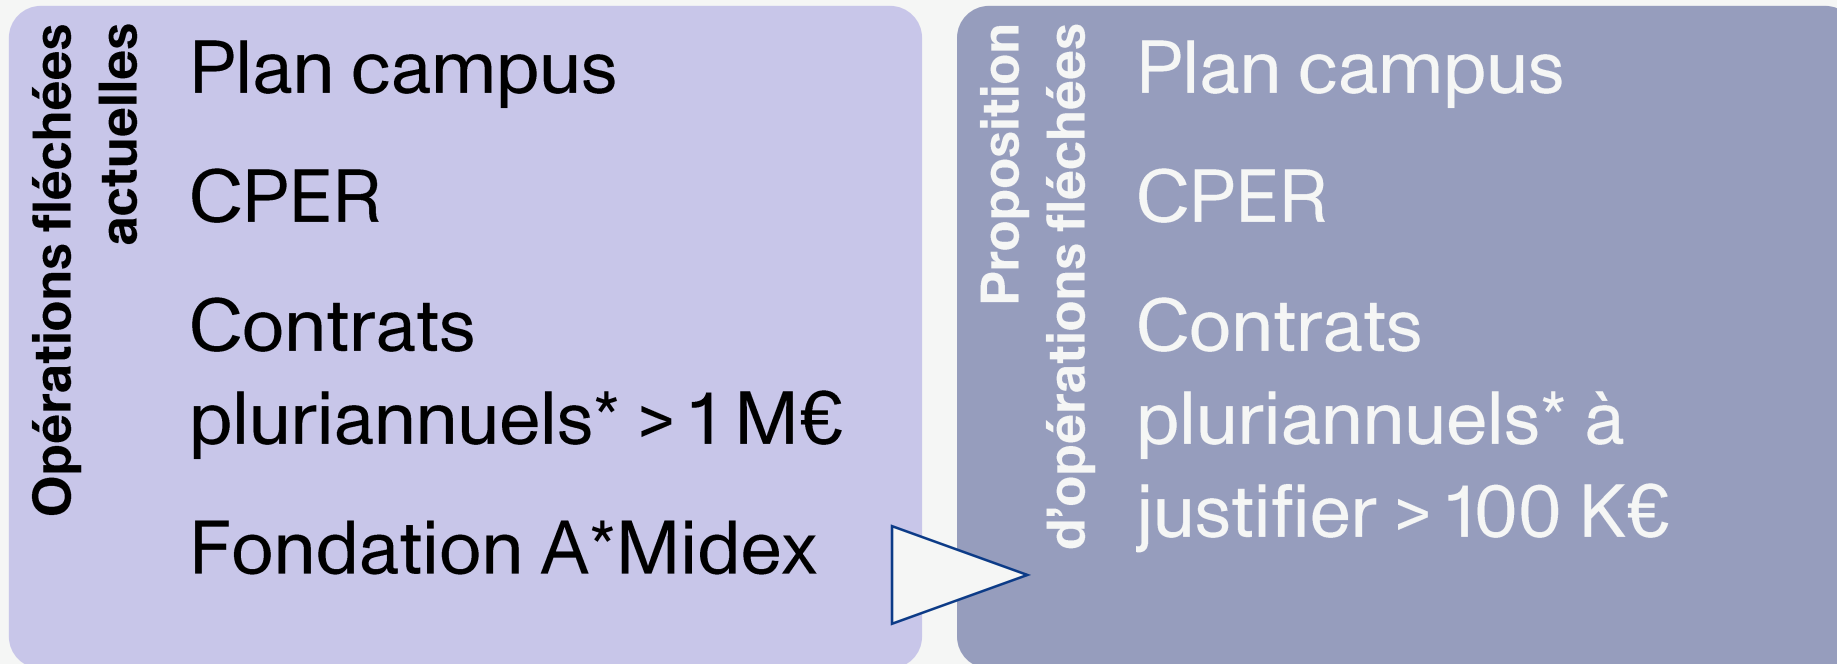 Opérations fléchées
actuelles
Plan campus
CPER
Contrats
pluriannuels* > 1 M€
Fondation A*Midex
Proposition
d’opérations fléchées
Plan campus
CPER
Contrats
pluriannuels* à
justifier > 100 K€